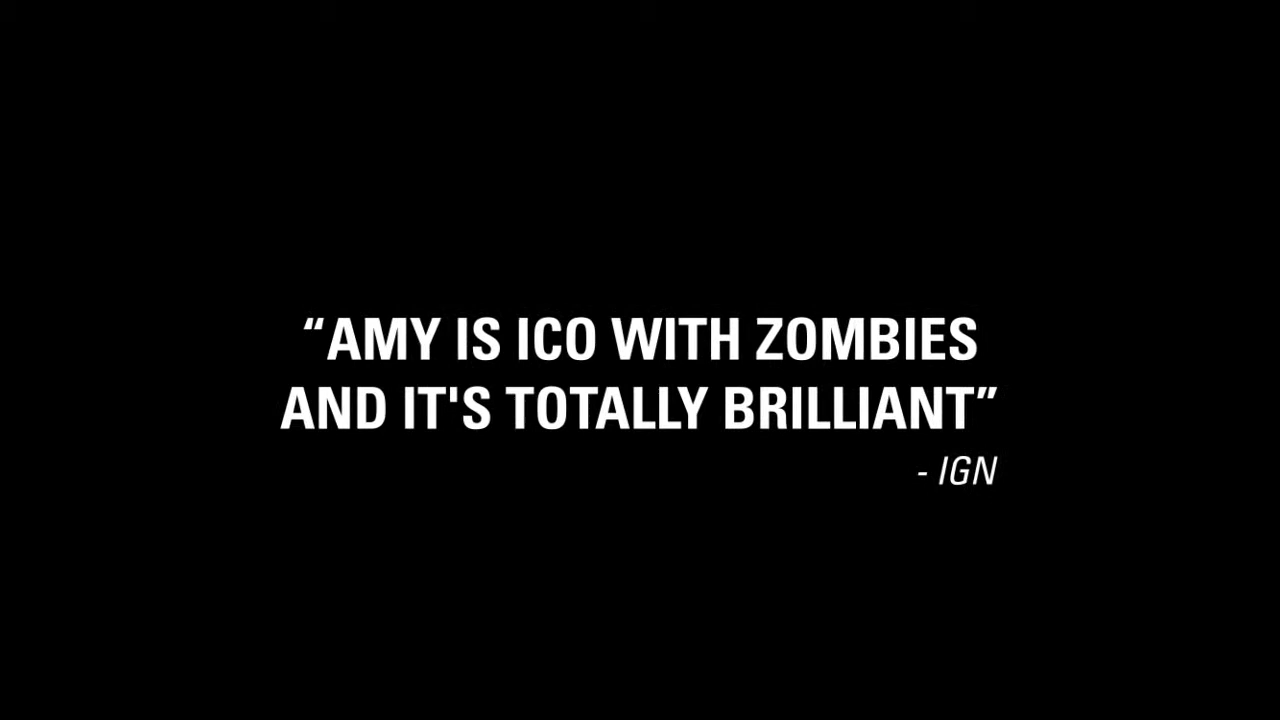 “AMY IS ICO WITH ZOMBIES
AND IT'S TOTALLY BRILLIANT”
- IGN